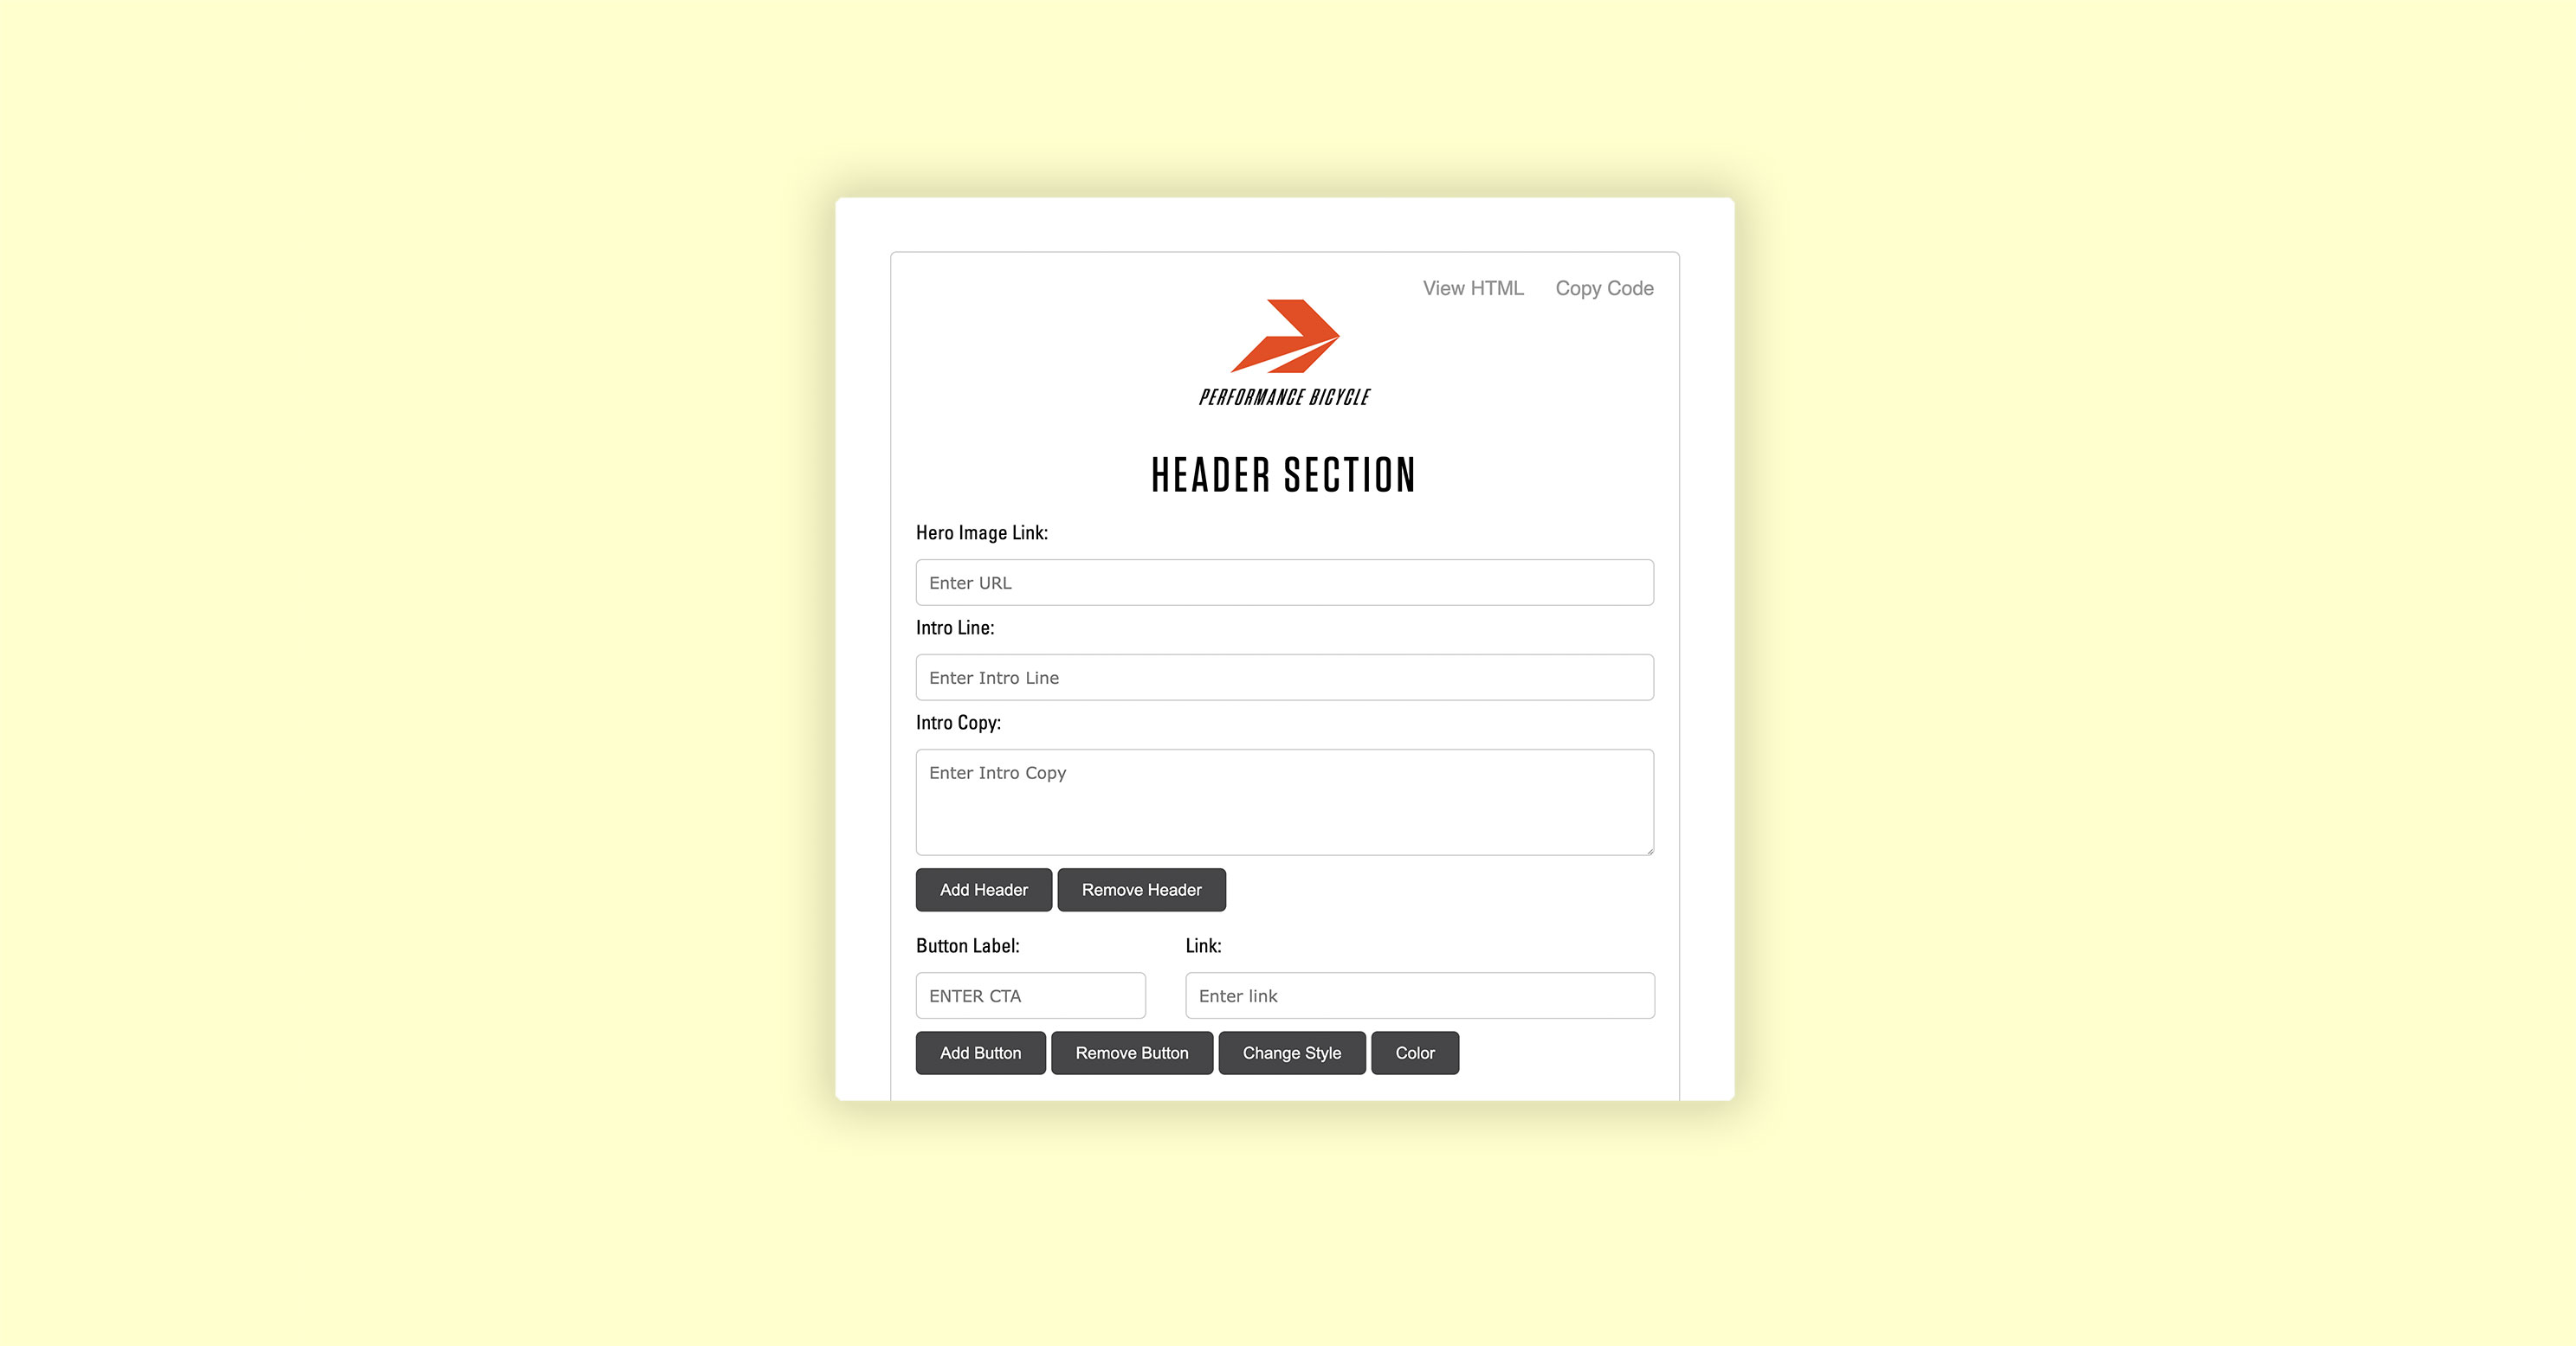 View HTML Copy Code
PERFORMANCE BICYCLE
HEADER SECTION
Hero Image Link:
Enter URL
Intro Line:
Enter Intro Line
Intro Copy:
Enter Intro Copy
Add Header Remove Header
Button Label: Link:
ENTER CTA Enter link
Add Button Remove Button Change Style Color